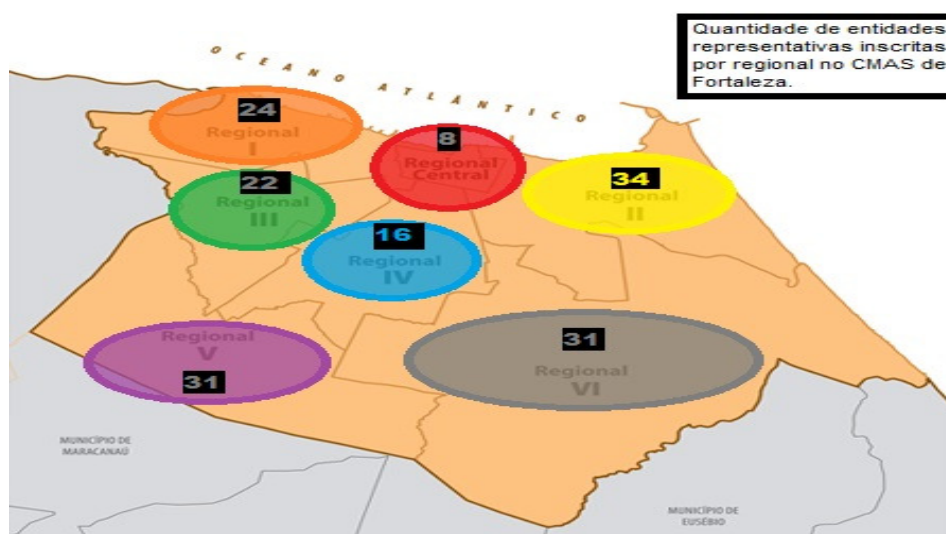 Quantidade de entidades
representativas inscritas
por regional no CMAS de
Fortaleza.
OCEANO ATLÂNTICO
24
Regional
I
8
Regional
Central
34
Regional
II
22
Regional
III
16
Regional
IV
Regional
V
31
31
Regional
VI
MUNICÍPIO DE
MARACANAÚ
MUNICÍPIO DE
EUSÉBIO